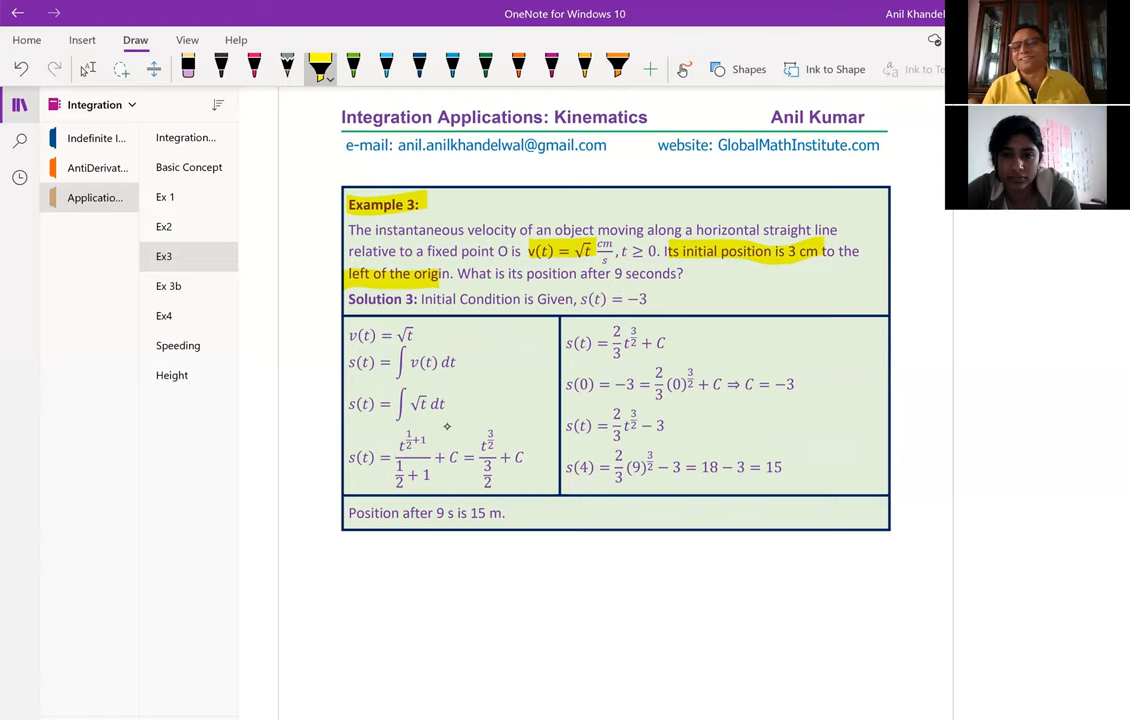 OneNote for Windows 10
Anil Khandel
Home Insert Draw View Help
Shapes Ink to Shape Ink to Te
Integration
Indefinite I...
AntiDerivat...
Applicatio...
Integration...
Basic Concept
Ex 1
Ex2
Ex3
Ex 3b
Ex4
Speeding
Height
Integration Applications: Kinematics Anil Kumar
e-mail: anil.anilkhandelwal@gmail.com website: GlobalMathInstitute.com
Example 3:
The instantaneous velocity of an object moving along a horizontal straight line
relative to a fixed point O is v(t) = √t cm/s, t ≥ 0. Its initial position is 3 cm to the
left of the origin. What is its position after 9 seconds?
Solution 3: Initial Condition is Given, s(t) = −3
v(t) = √t
s(t) = ∫ v(t) dt
s(t) = ∫ √t dt
s(t) = t^(1/2+1)/(1/2 + 1) + C = t^(3/2)/(3/2) + C
s(t) = 2/3 t^(3/2) + C
s(0) = −3 = 2/3 (0)^(3/2) + C ⇒ C = −3
s(t) = 2/3 t^(3/2) − 3
s(4) = 2/3 (9)^(3/2) − 3 = 18 − 3 = 15
Position after 9 s is 15 m.